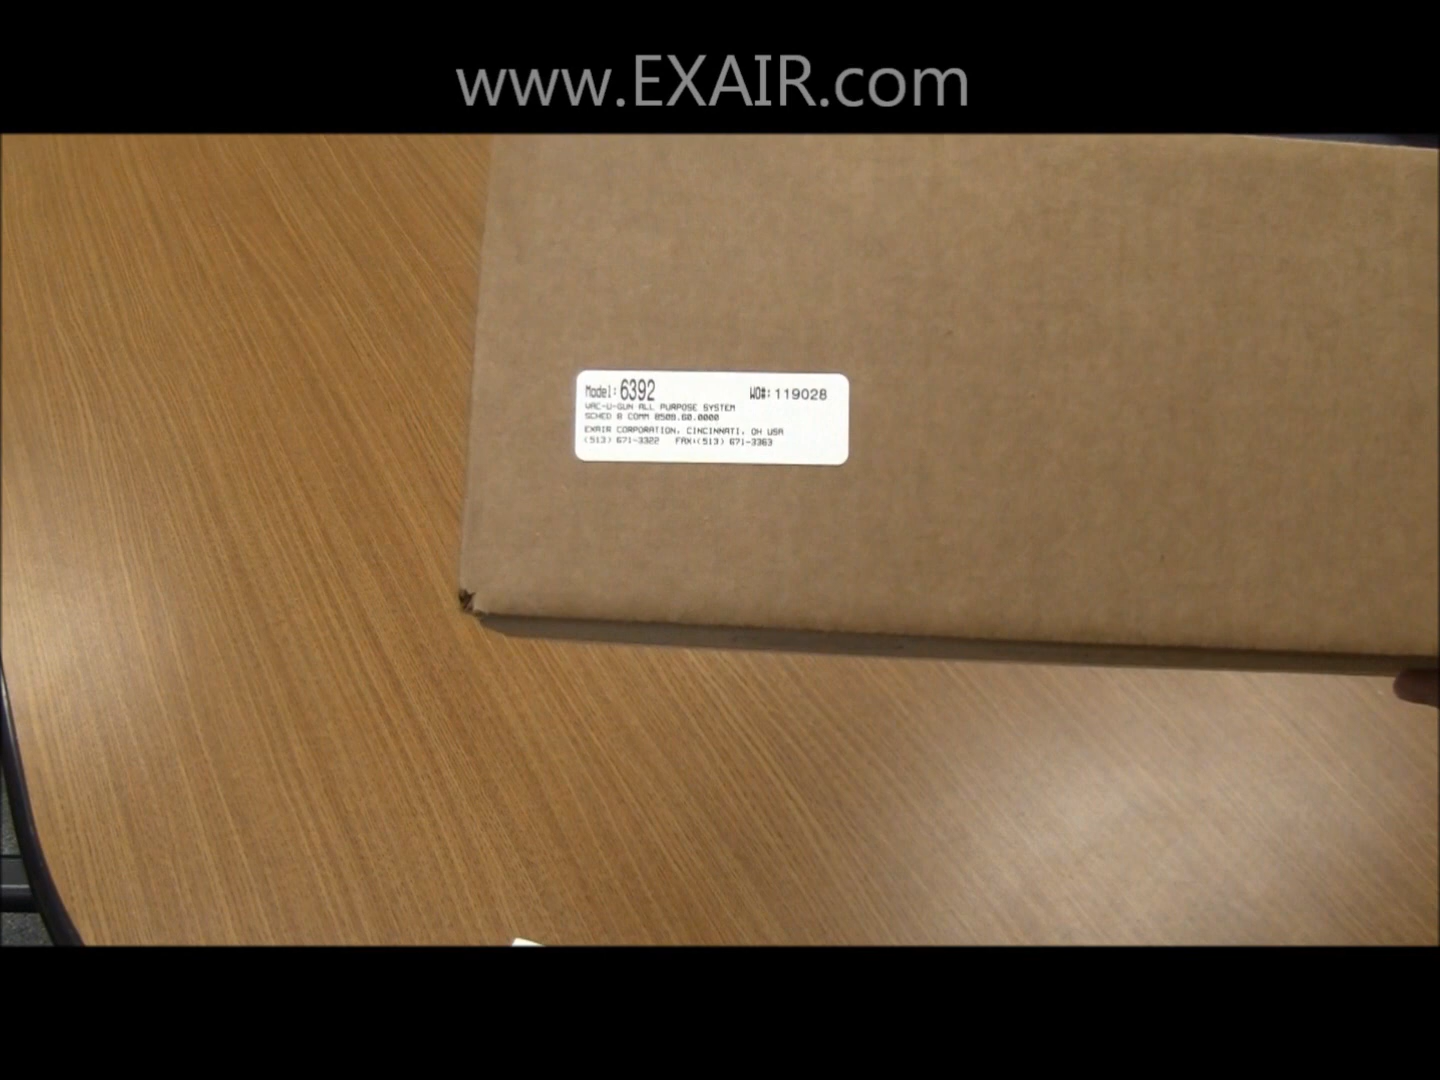 www.EXAIR.com
Model: 6392 WO#: 119028
VAC-U-GUN ALL PURPOSE SYSTEM
SCHED B COMM 8509.60.0000
EXAIR CORPORATION, CINCINNATI, OH USA
(513) 671-3322 FAX:(513) 671-3363